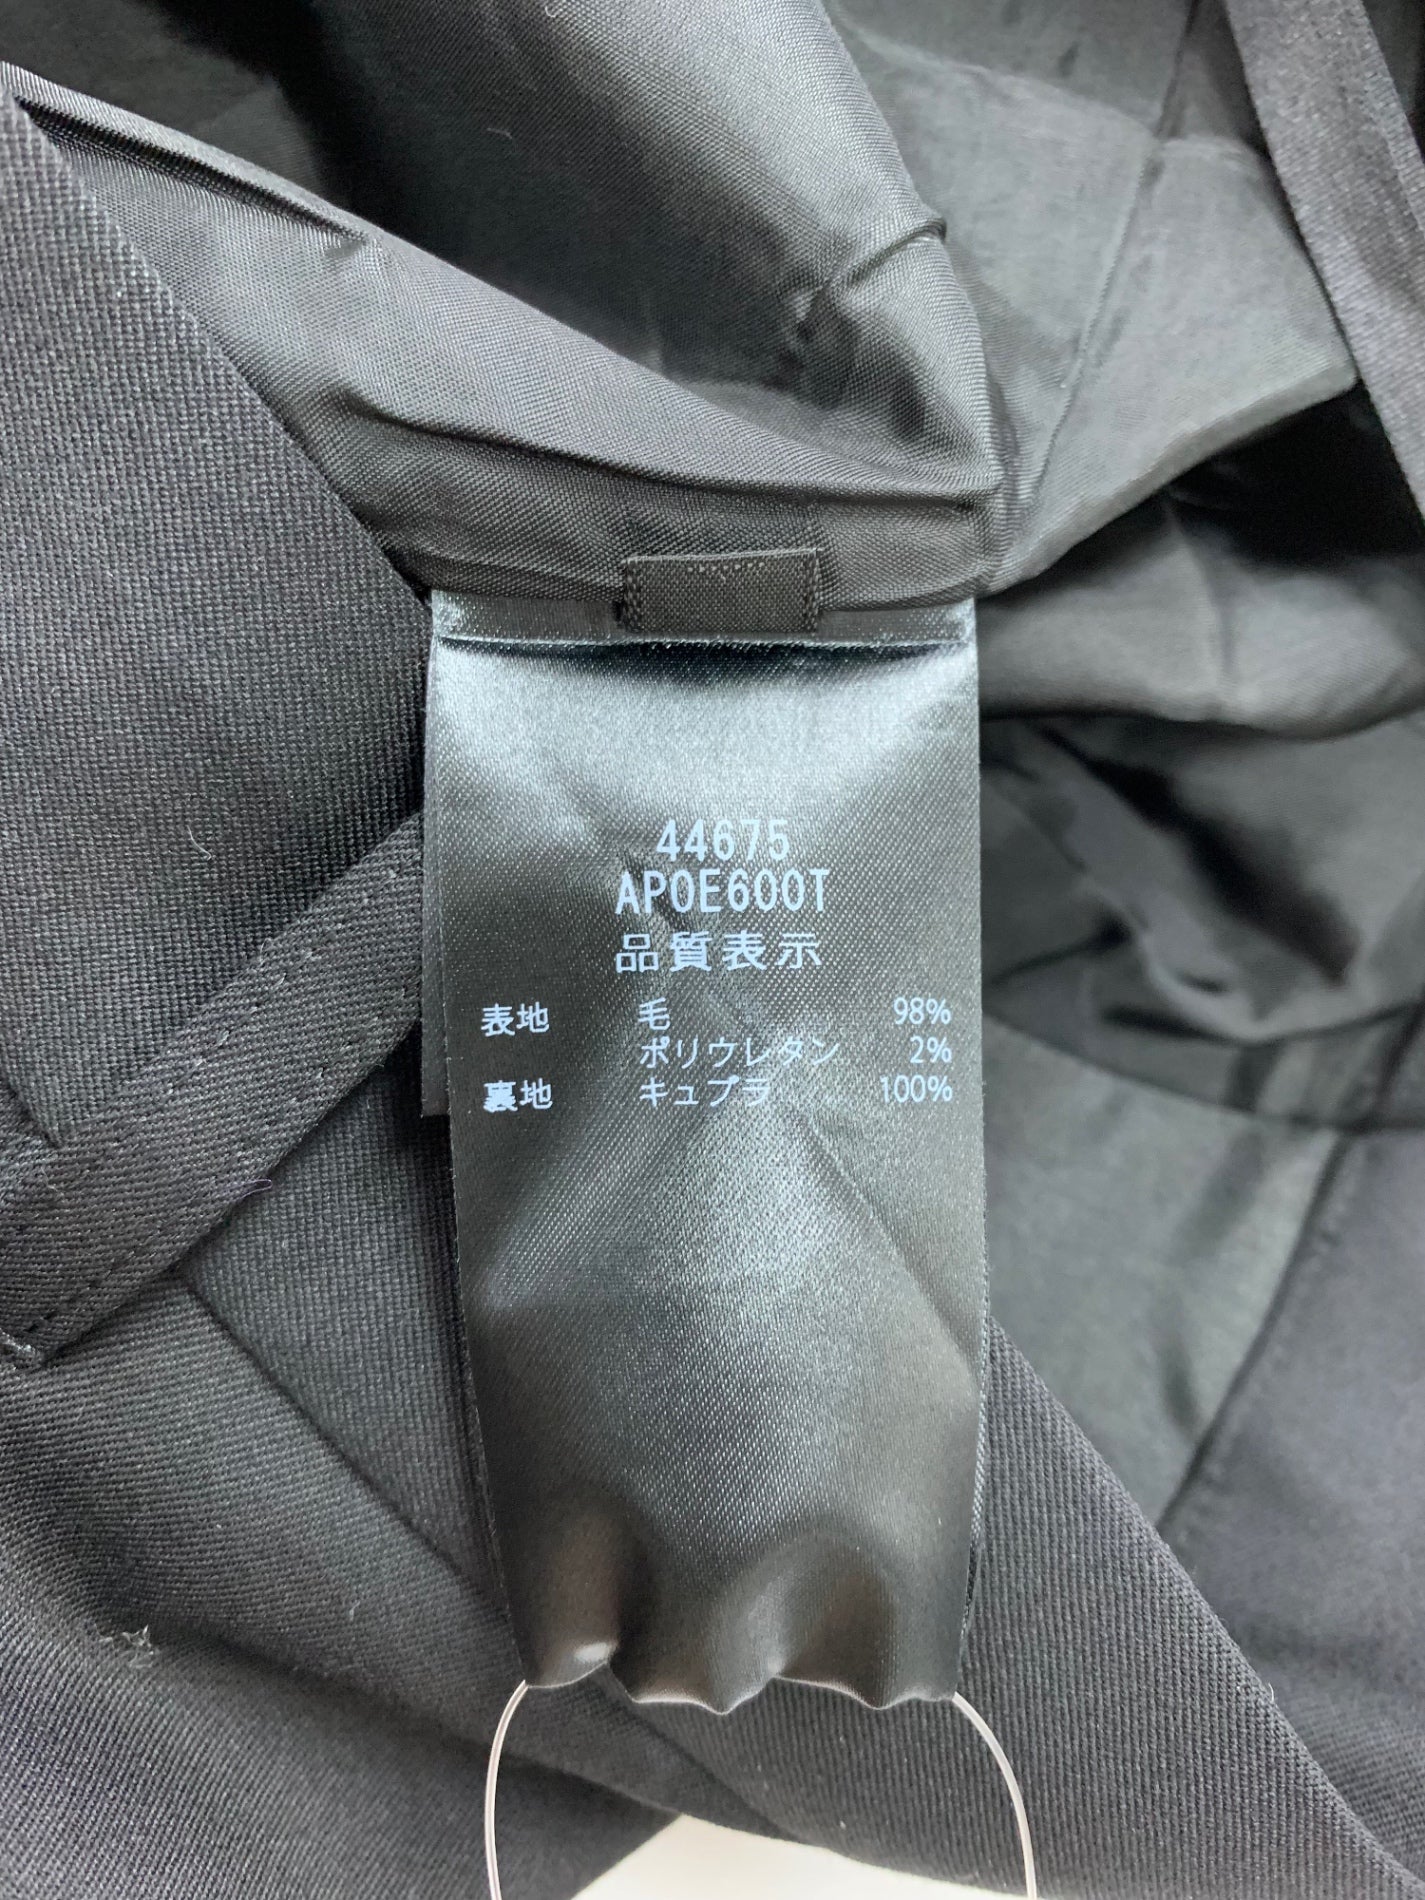 44675
APOE600T
品質表示
表地 毛 98%
ポリウレタン 2%
裏地 キュプラ 100%